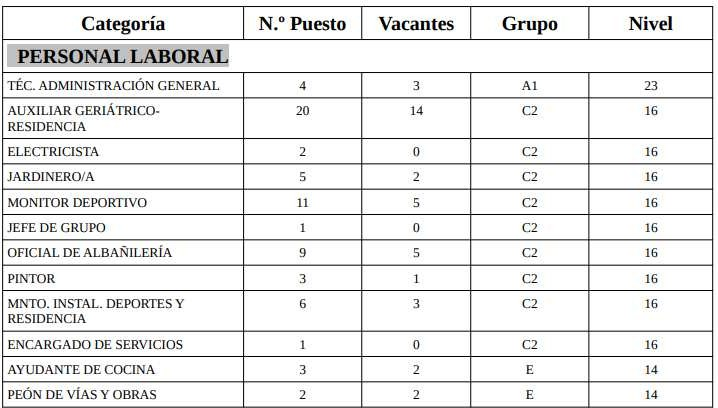 Categoría N.º Puesto Vacantes Grupo Nivel
PERSONAL LABORAL
TÉC. ADMINISTRACIÓN GENERAL 4 3 A1 23
AUXILIAR GERIÁTRICO- 20 14 C2 16
RESIDENCIA
ELECTRICISTA 2 0 C2 16
JARDINERO/A 5 2 C2 16
MONITOR DEPORTIVO 11 5 C2 16
JEFE DE GRUPO 1 0 C2 16
OFICIAL DE ALBAÑILERÍA 9 5 C2 16
PINTOR 3 1 C2 16
MNTO. INSTAL. DEPORTES Y 6 3 C2 16
RESIDENCIA
ENCARGADO DE SERVICIOS 1 0 C2 16
AYUDANTE DE COCINA 3 2 E 14
PEÓN DE VÍAS Y OBRAS 2 2 E 14